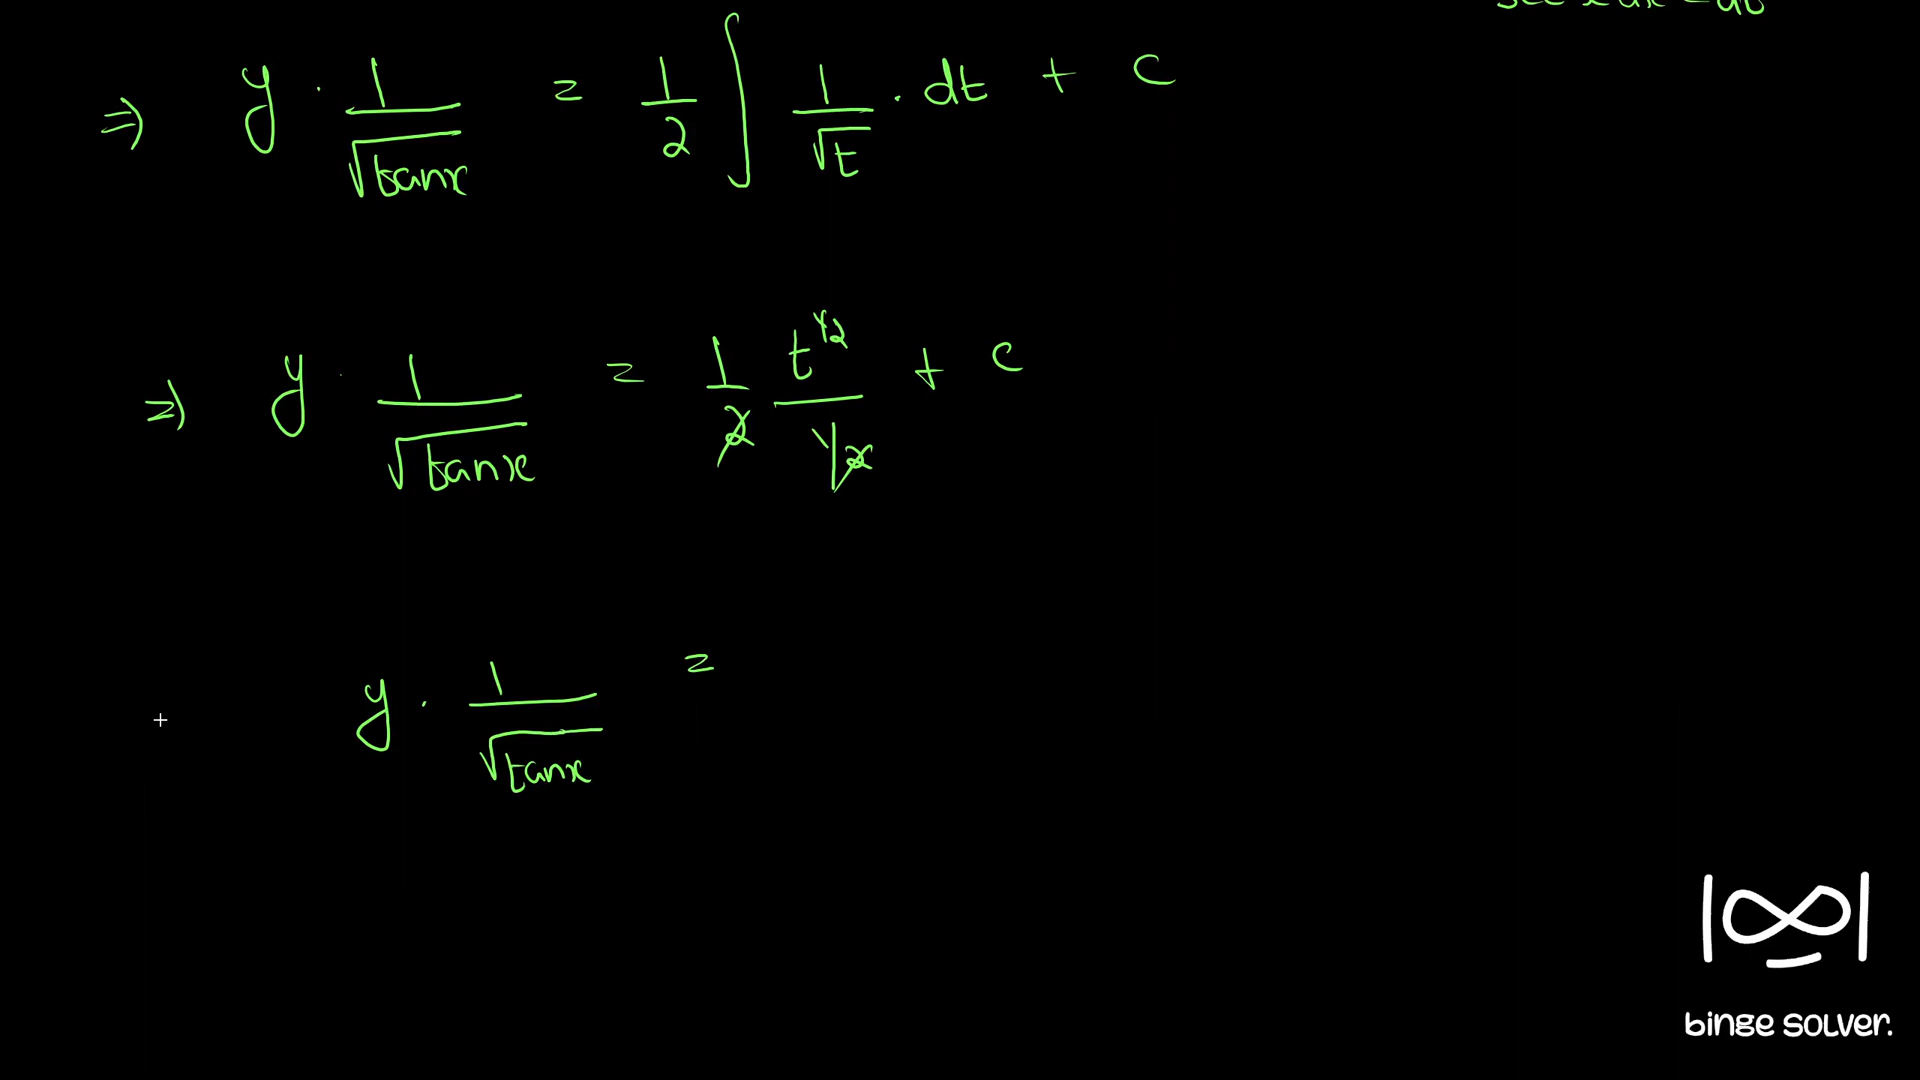 ⇒ y · 1/√tanx = 1/2 ∫ 1/√t · dt + c
⇒ y · 1/√tanx = 1/2 t^1/2 / 1/2 + c
y · 1/√tanx =
binge solver.